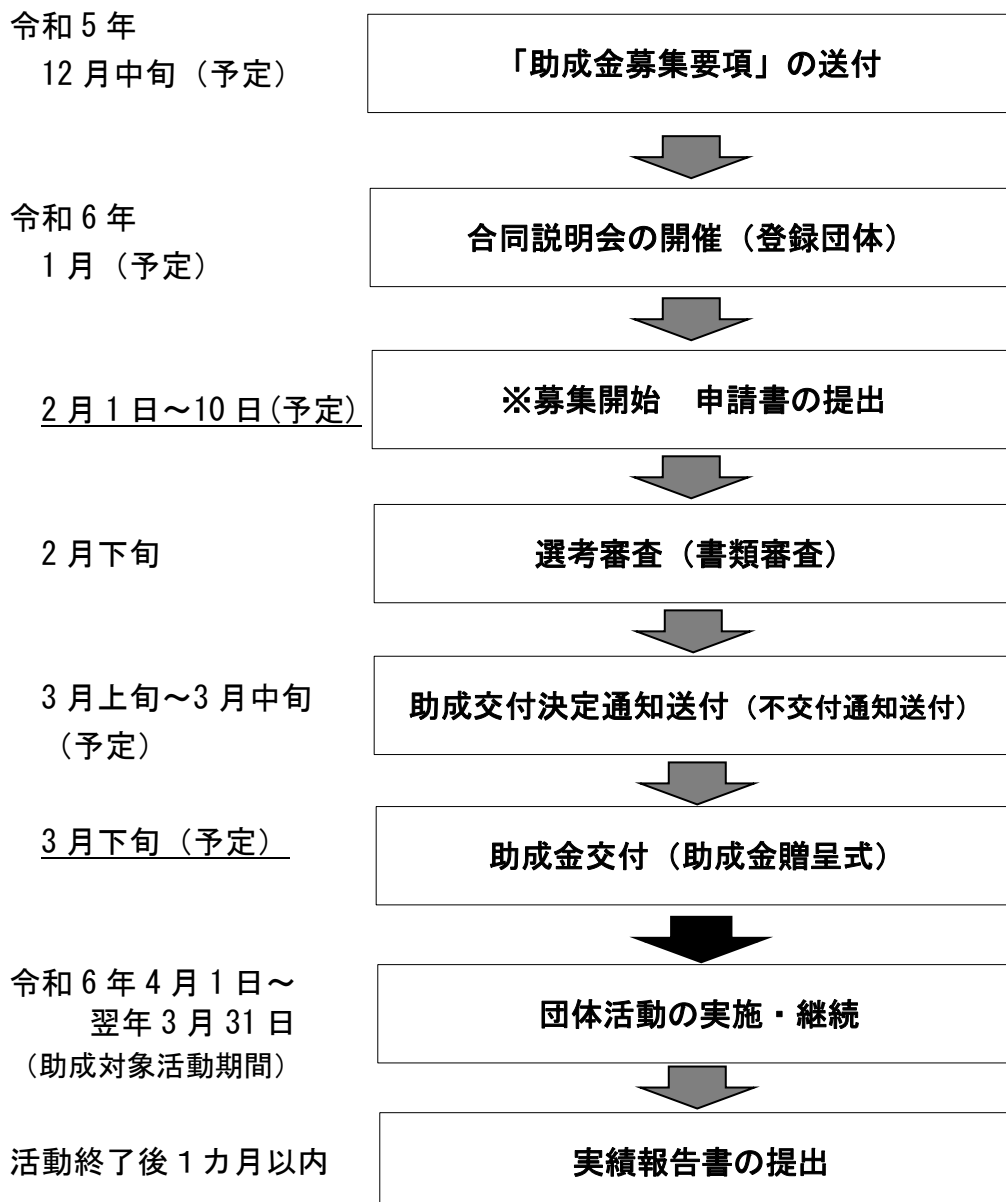 令和5年
12月中旬（予定）
「助成金募集要項」の送付
令和6年
1月（予定）
合同説明会の開催（登録団体）
2月1日～10日(予定)
※募集開始　申請書の提出
2月下旬
選考審査（書類審査）
3月上旬～3月中旬
（予定）
助成交付決定通知送付（不交付通知送付）
3月下旬（予定）
助成金交付（助成金贈呈式）
令和6年4月1日～
翌年3月31日
（助成対象活動期間）
団体活動の実施・継続
活動終了後１カ月以内
実績報告書の提出